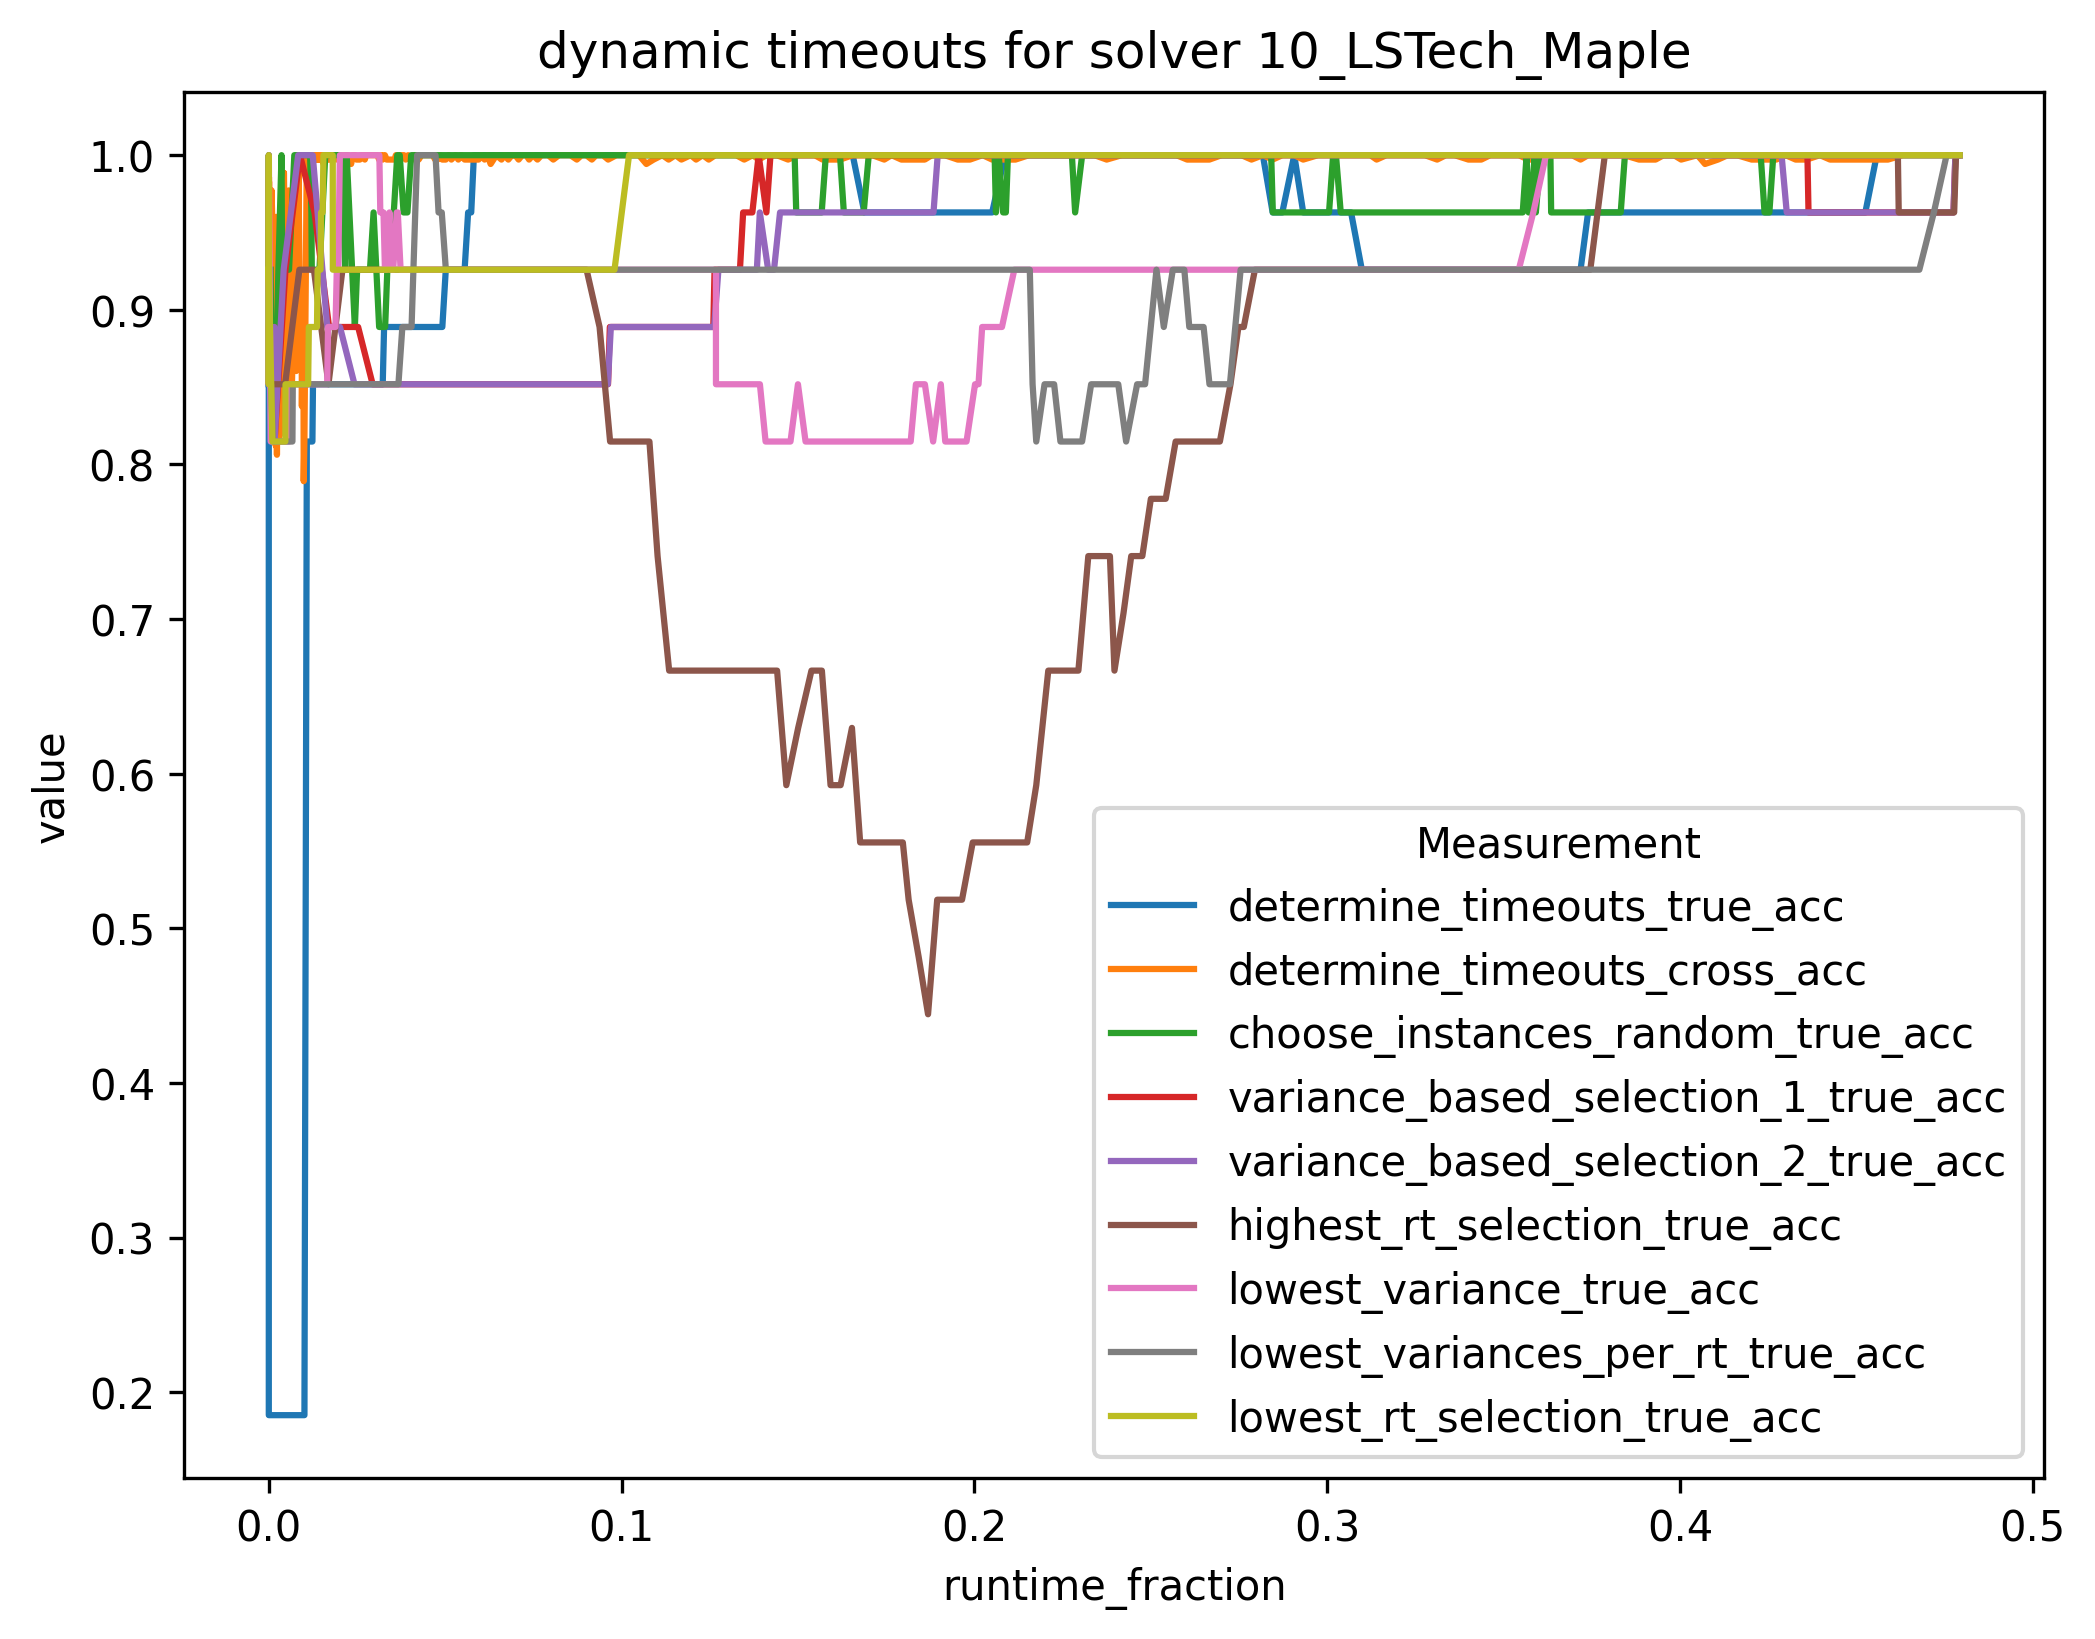 dynamic timeouts for solver 10_LSTech_Maple
1.0
0.9
0.8
0.7
0.6
0.5
0.4
0.3
0.2
value
Measurement
determine_timeouts_true_acc
determine_timeouts_cross_acc
choose_instances_random_true_acc
variance_based_selection_1_true_acc
variance_based_selection_2_true_acc
highest_rt_selection_true_acc
lowest_variance_true_acc
lowest_variances_per_rt_true_acc
lowest_rt_selection_true_acc
0.0 0.1 0.2 0.3 0.4 0.5
runtime_fraction